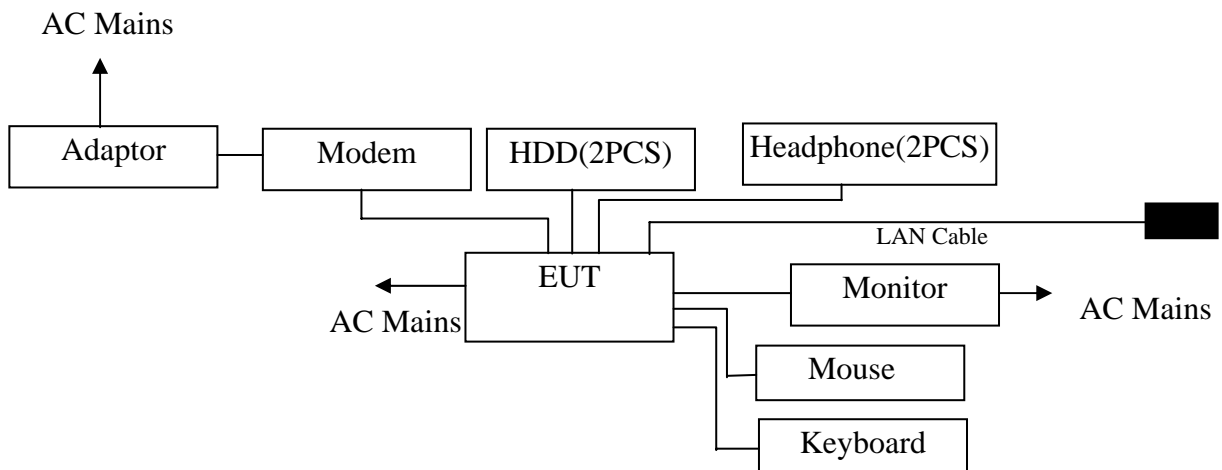 AC Mains
Adaptor
Modem
HDD(2PCS)
Headphone(2PCS)
LAN Cable
EUT
Monitor
AC Mains
AC Mains
Mouse
Keyboard